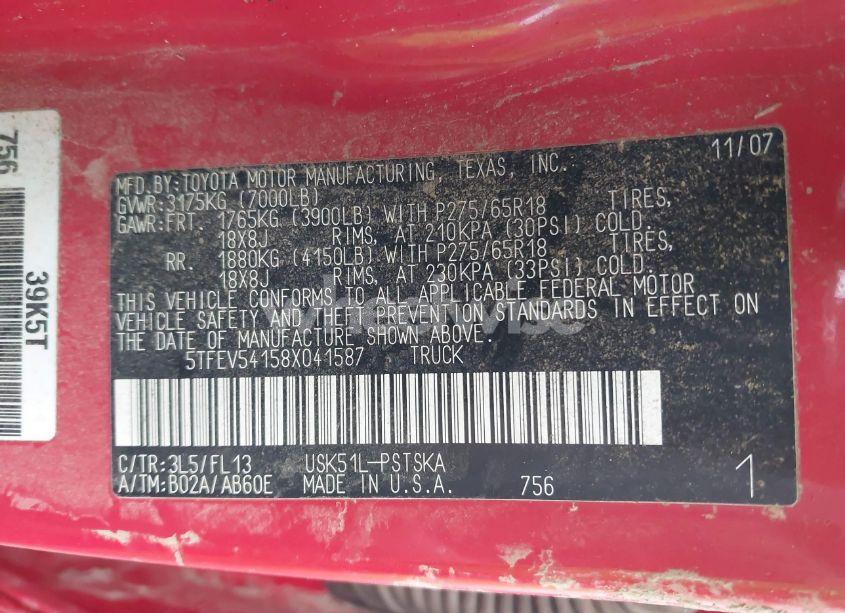 11/07
MFD.BY:TOYOTA MOTOR MANUFACTURING, TEXAS, INC.
GVWR:3175KG (7000LB)
GAWR:FRT. 1765KG (3900LB) WITH P275/65R18 TIRES,
18X8J RIMS, AT 210KPA (30PSI) COLD.
RR. 1880KG (4150LB) WITH P275/65R18 TIRES,
18X8J RIMS, AT 230KPA (33PSI) COLD.
THIS VEHICLE CONFORMS TO ALL APPLICABLE FEDERAL MOTOR
VEHICLE SAFETY AND THEFT PREVENTION STANDARDS IN EFFECT ON
THE DATE OF MANUFACTURE SHOWN ABOVE.
5TFEV54158X041587 TRUCK
C/TR:3L5/FL13 USK51L-PSTSKA
A/TM:B02A/AB60E MADE IN U.S.A. 756 1
756
39K5T